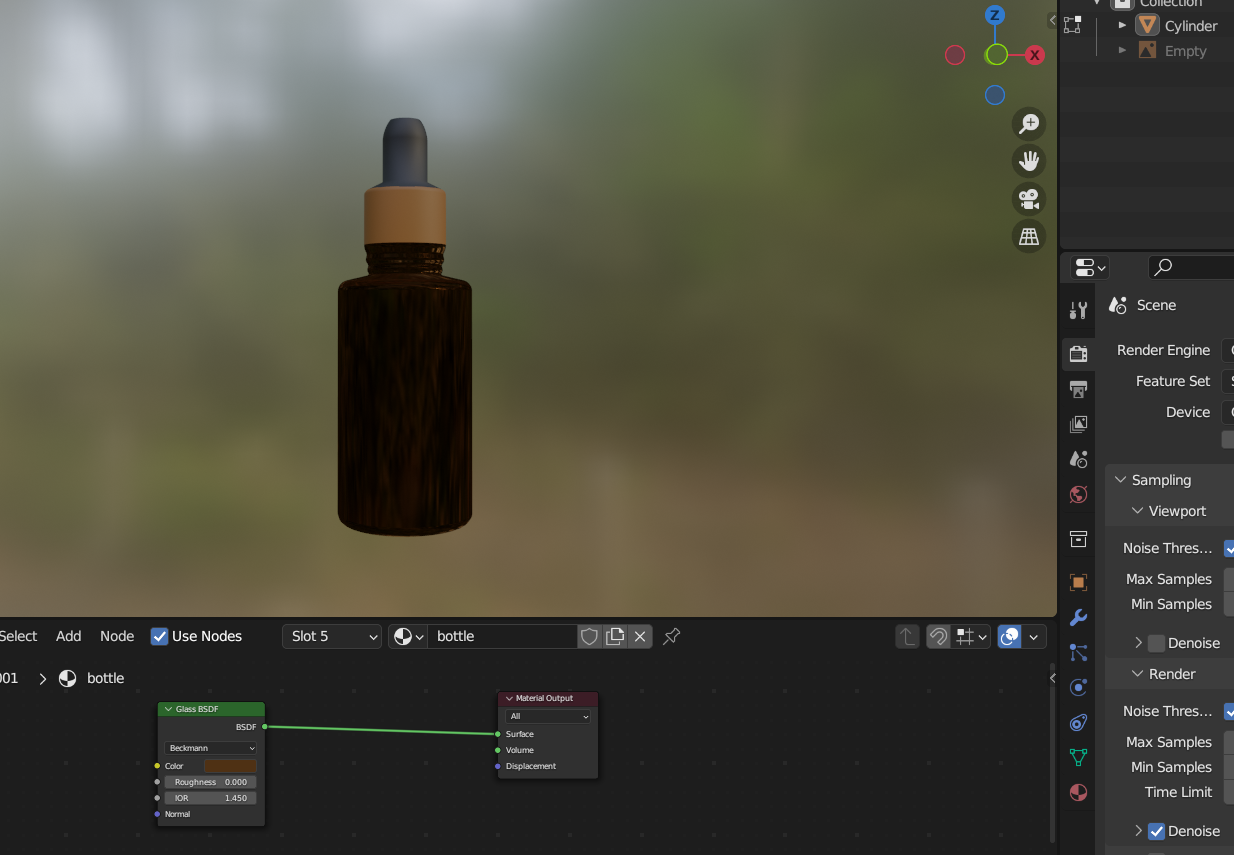 Z
X
Collection
Cylinder
Empty
Scene
Render Engine
Feature Set
Device
Sampling
Viewport
Noise Thres...
Max Samples
Min Samples
Denoise
Render
Noise Thres...
Max Samples
Min Samples
Time Limit
Denoise
Select Add Node Use Nodes Slot 5 bottle
001 > bottle
Glass BSDF
BSDF
Beckmann
Color
Roughness 0.000
IOR 1.450
Normal
Material Output
All
Surface
Volume
Displacement